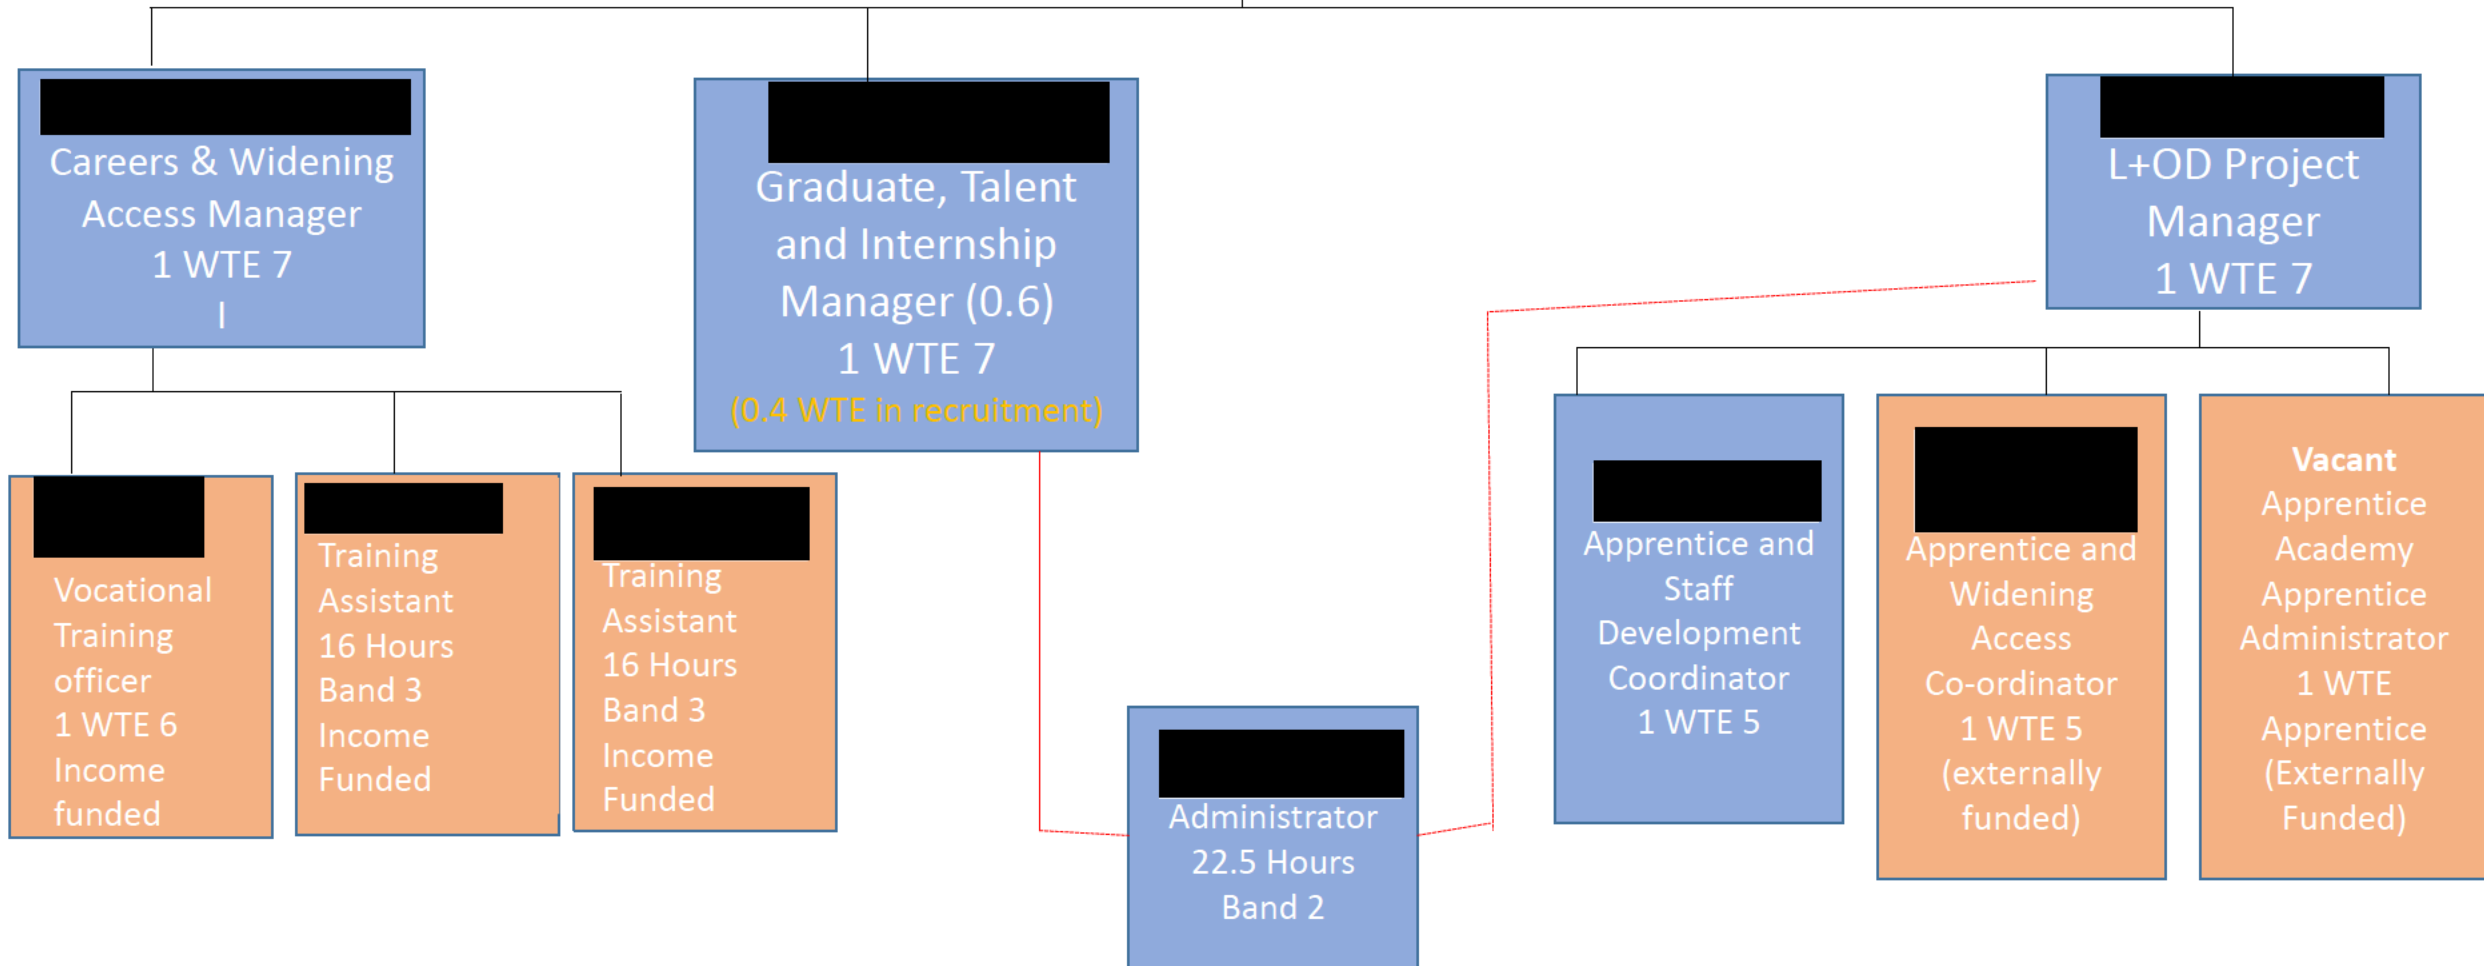 Careers & Widening
Access Manager
1 WTE 7
I
Graduate, Talent
and Internship
Manager (0.6)
1 WTE 7
(0.4 WTE in recruitment)
L+OD Project
Manager
1 WTE 7
Vocational
Training
officer
1 WTE 6
Income
funded
Training
Assistant
16 Hours
Band 3
Income
Funded
Training
Assistant
16 Hours
Band 3
Income
Funded
Administrator
22.5 Hours
Band 2
Apprentice and
Staff
Development
Coordinator
1 WTE 5
Apprentice and
Widening
Access
Co-ordinator
1 WTE 5
(externally
funded)
Vacant
Apprentice
Academy
Apprentice
Administrator
1 WTE
Apprentice
(Externally
Funded)